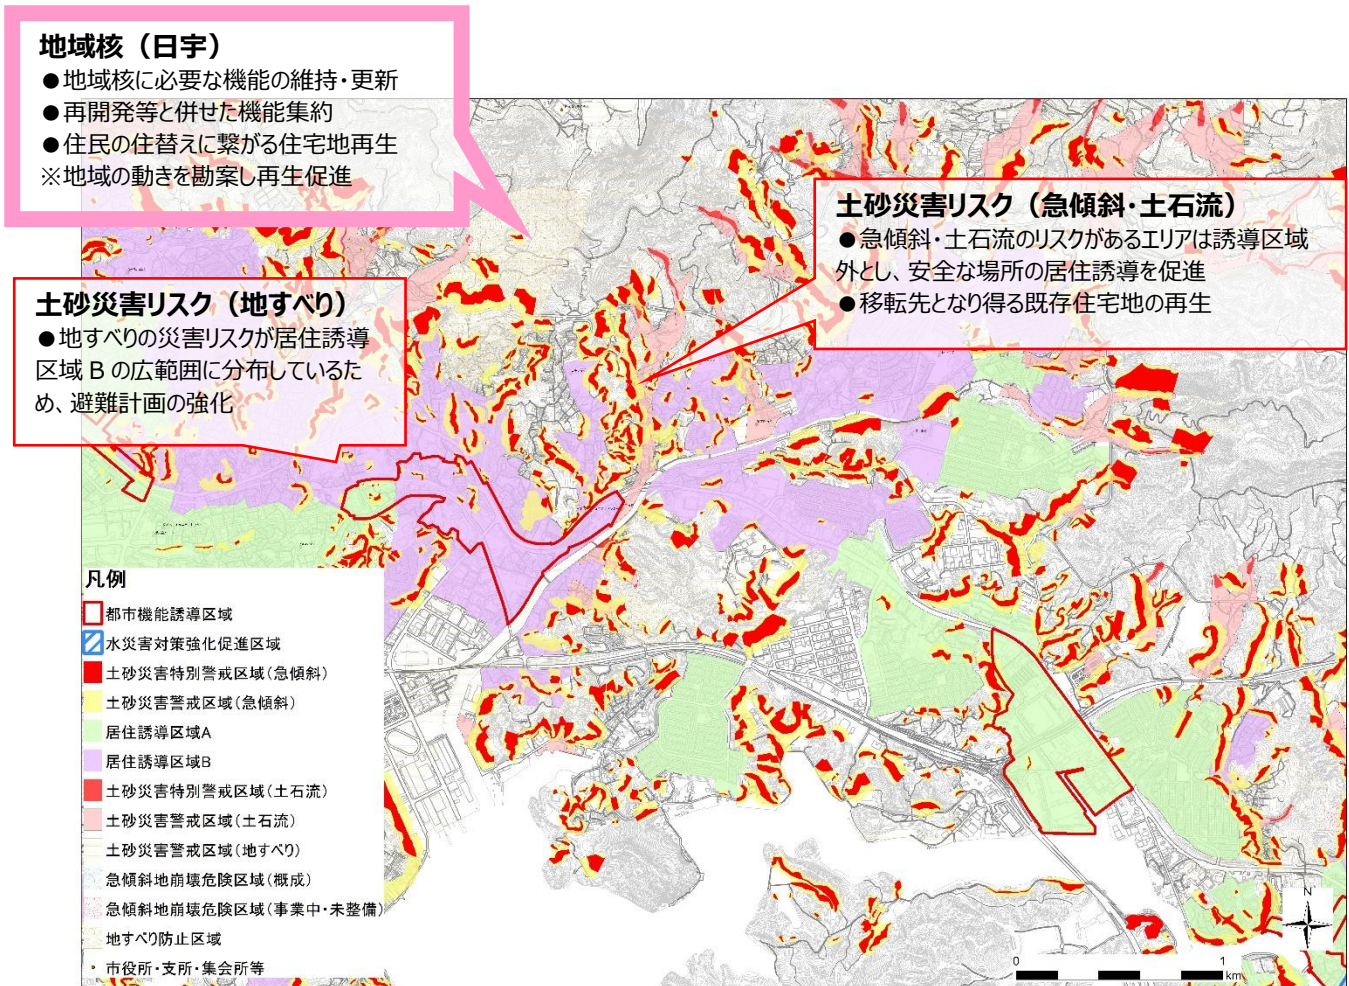 地域核（日宇）
●地域核に必要な機能の維持・更新
●再開発等と併せた機能集約
●住民の住替えに繋がる住宅地再生
※地域の動きを勘案し再生促進
土砂災害リスク（急傾斜・土石流）
●急傾斜・土石流のリスクがあるエリアは誘導区域
外とし、安全な場所の居住誘導を促進
●移転先となり得る既存住宅地の再生
土砂災害リスク（地すべり）
●地すべりの災害リスクが居住誘導
区域 B の広範囲に分布しているた
め、避難計画の強化
凡例
都市機能誘導区域
水災害対策強化促進区域
土砂災害特別警戒区域(急傾斜)
土砂災害警戒区域(急傾斜)
居住誘導区域A
居住誘導区域B
土砂災害特別警戒区域(土石流)
土砂災害警戒区域(土石流)
土砂災害警戒区域(地すべり)
急傾斜地崩壊危険区域(概成)
急傾斜地崩壊危険区域(事業中・未整備)
地すべり防止区域
市役所・支所・集会所等
N
0 1
km